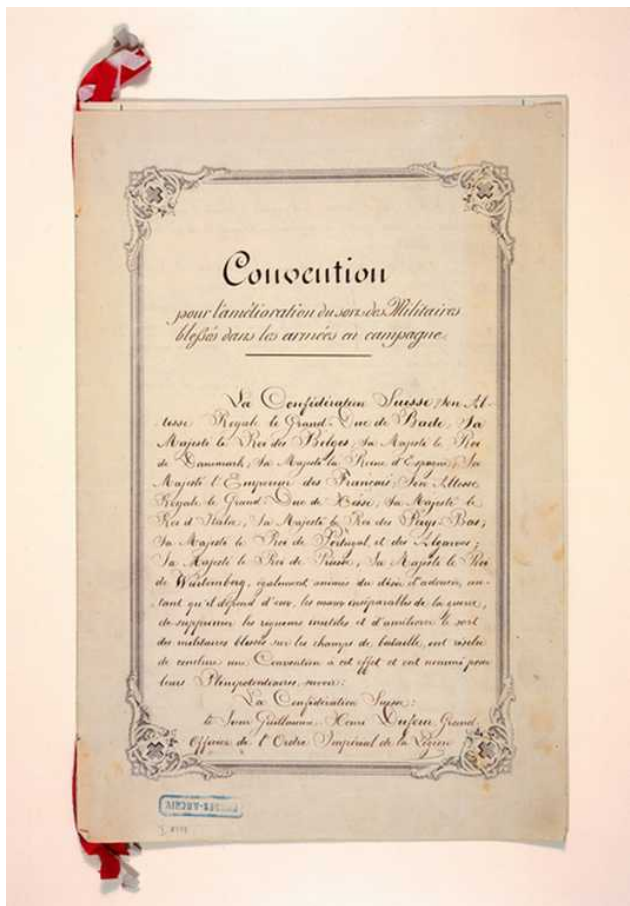 Convention
pour l'amélioration du sort des Militaires
blessés dans les armées en campagne.
La Confédération Suisse; Son Al-
tesse Royale le Grand-Duc de Bade, Sa
Majesté le Roi des Belges, Sa Majesté le Roi
de Danemark, Sa Majesté la Reine d'Espagne, Sa
Majesté l'Empereur des Français, Son Altesse
Royale le Grand-Duc de Hesse, Sa Majesté le
Roi d'Italie, Sa Majesté le Roi des Pays-Bas,
Sa Majesté le Roi de Portugal et des Algarves;
Sa Majesté le Roi de Prusse, Sa Majesté le Roi
de Würtemberg, également animés du désir d'adoucir, au-
tant qu'il dépend d'eux, les maux inséparables de la guerre,
de supprimer les rigueurs inutiles et d'améliorer le sort
des militaires blessés sur les champs de bataille, ont résolu
de conclure une Convention à cet effet et ont nommé pour
leurs Plénipotentiaires, savoir:
La Confédération Suisse:
le Sieur Guillaume-Henri Dufour, Grand
Officier de l'Ordre Impérial de la Légion
BUNDES-ARCHIV